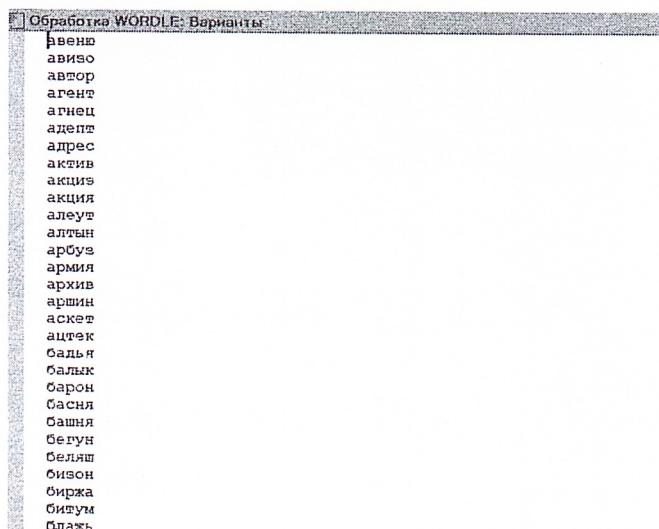 Обработка WORDLE: Варианты
авеню
авизо
автор
агент
агнец
адепт
адрес
актив
акциз
акция
алеут
алтын
арбуз
армия
архив
аршин
аскет
ацтек
бадья
балык
барон
басня
башня
бегун
беляш
бизон
биржа
битум
блажь